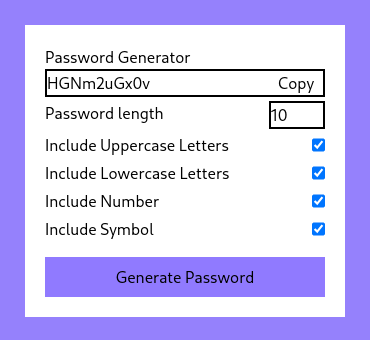 Password Generator
HGNm2uGx0v Copy
Password length 10
Include Uppercase Letters
Include Lowercase Letters
Include Number
Include Symbol
Generate Password